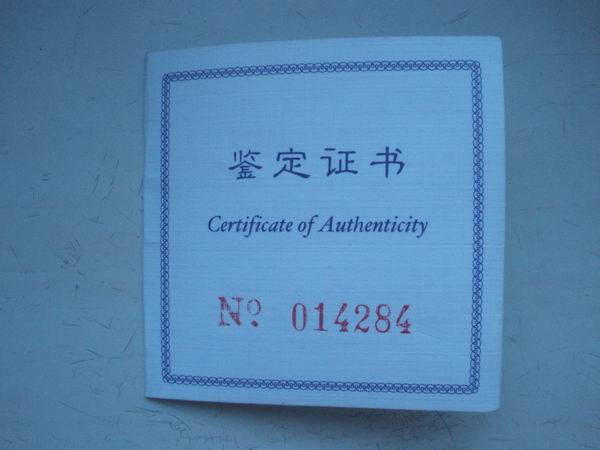 鉴定证书
Certificate of Authenticity
Nº 014284